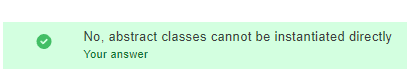 No, abstract classes cannot be instantiated directly
Your answer